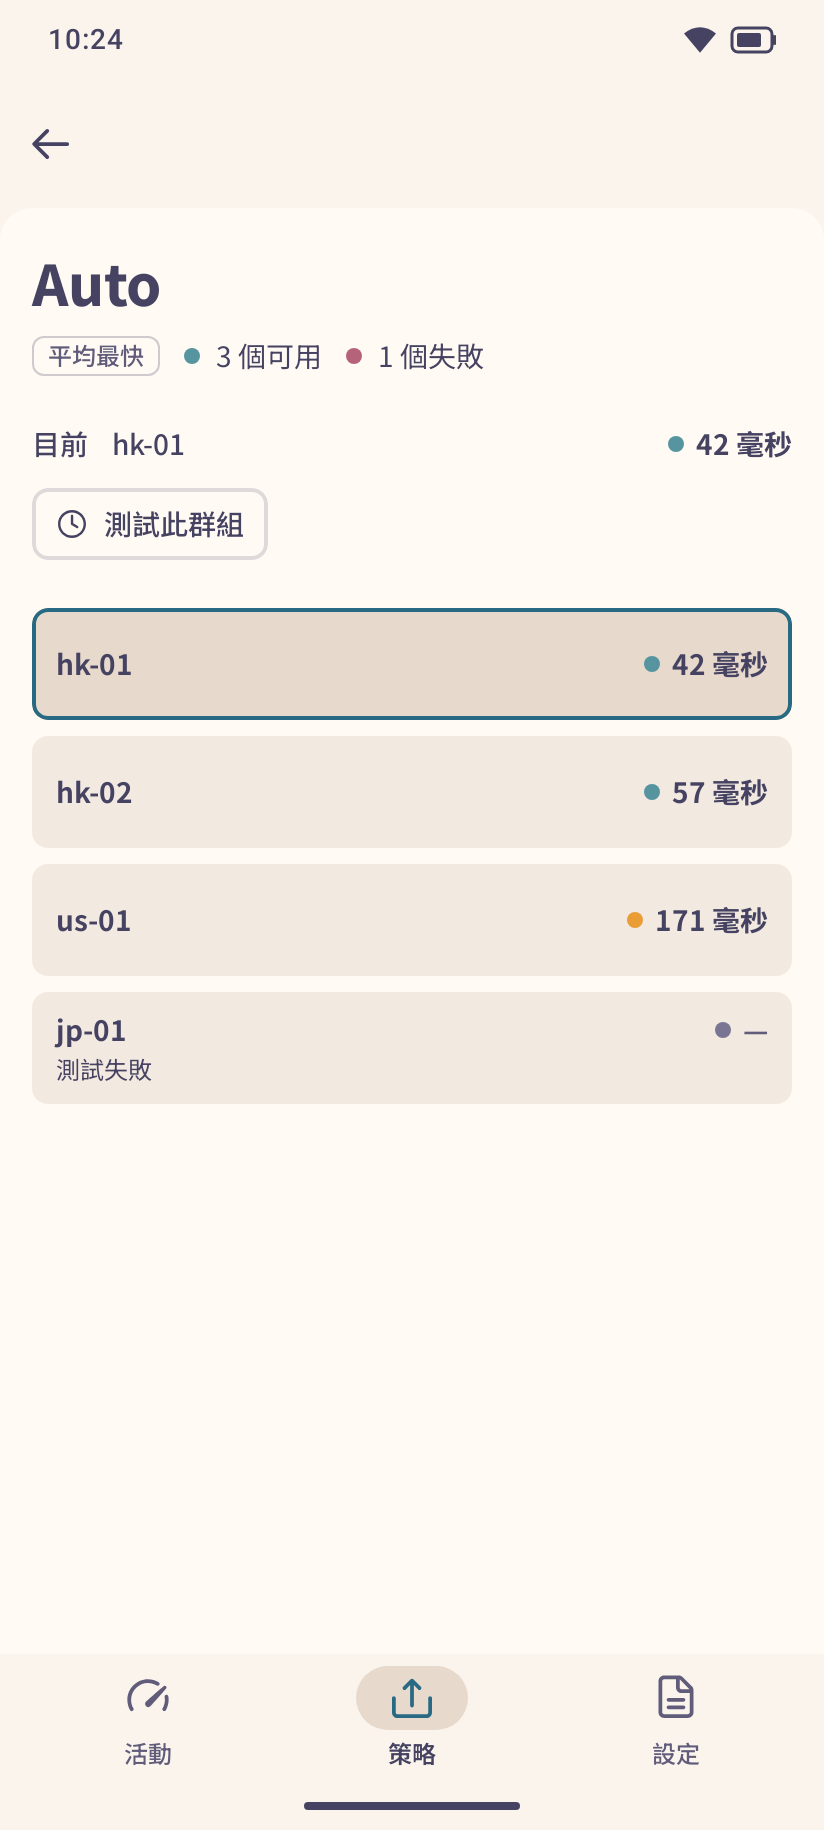 10:24
Auto
平均最快 3 個可用 1 個失敗
目前 hk-01 42 毫秒
測試此群組
hk-01 42 毫秒
hk-02 57 毫秒
us-01 171 毫秒
jp-01 —
測試失敗
活動 策略 設定